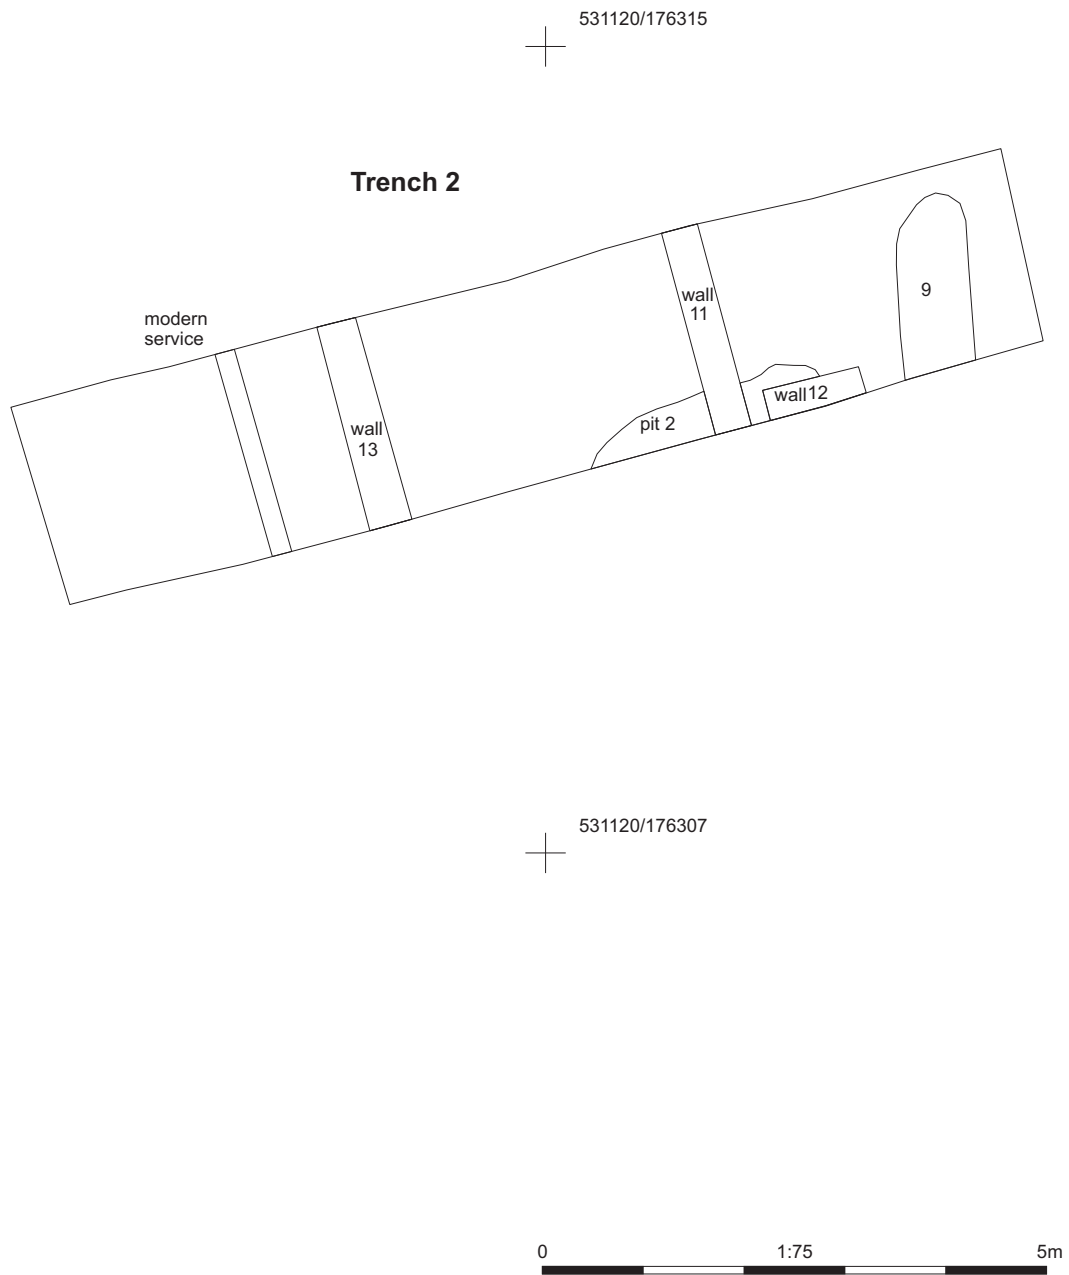 531120/176315
Trench 2
modern
service
wall
11
9
wall12
pit 2
wall
13
531120/176307
0 1:75 5m